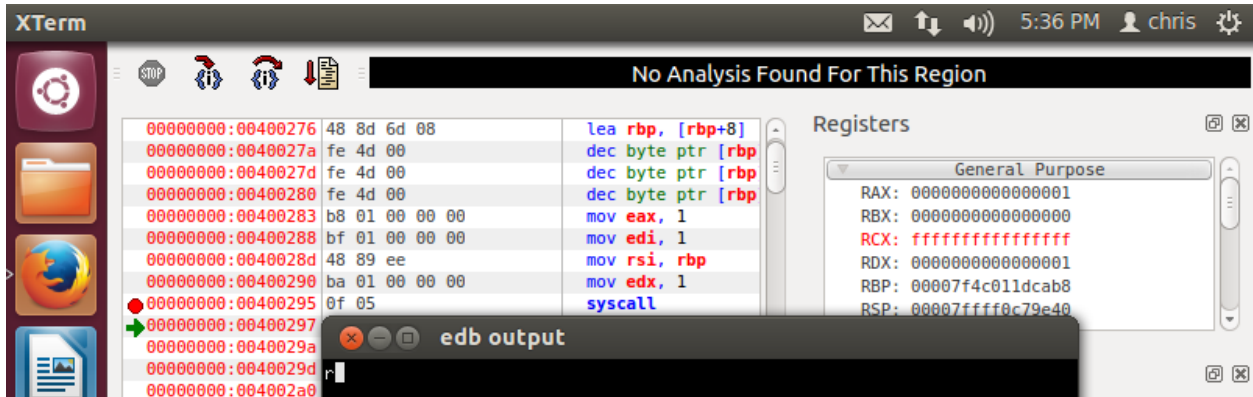 XTerm 5:36 PM chris
STOP No Analysis Found For This Region
00000000:00400276 48 8d 6d 08 lea rbp, [rbp+8]
00000000:0040027a fe 4d 00 dec byte ptr [rbp
00000000:0040027d fe 4d 00 dec byte ptr [rbp
00000000:00400280 fe 4d 00 dec byte ptr [rbp
00000000:00400283 b8 01 00 00 00 mov eax, 1
00000000:00400288 bf 01 00 00 00 mov edi, 1
00000000:0040028d 48 89 ee mov rsi, rbp
00000000:00400290 ba 01 00 00 00 mov edx, 1
00000000:00400295 0f 05 syscall
00000000:00400297
00000000:0040029a
00000000:0040029d
00000000:004002a0
Registers
General Purpose
RAX: 0000000000000001
RBX: 0000000000000000
RCX: ffffffffffffffff
RDX: 0000000000000001
RBP: 00007f4c011dcab8
RSP: 00007ffff0c79e40
edb output
r